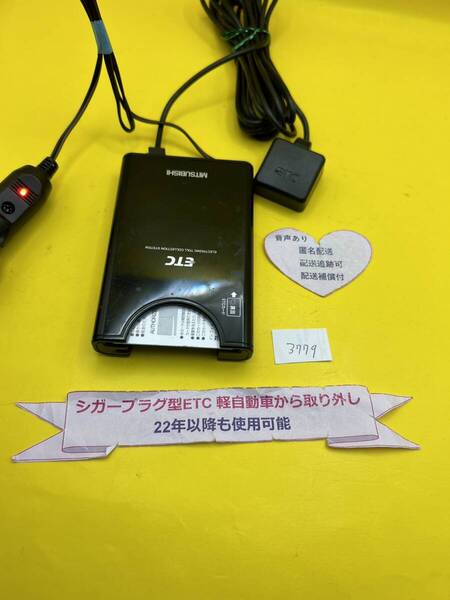 MITSUBISHI
ETC
ELECTRONIC TOLL COLLECTION SYSTEM
ETC
音声あり
匿名配送
配送追跡可
配送補償付
3779
シガープラグ型ETC 軽自動車から取り外し
22年以降も使用可能